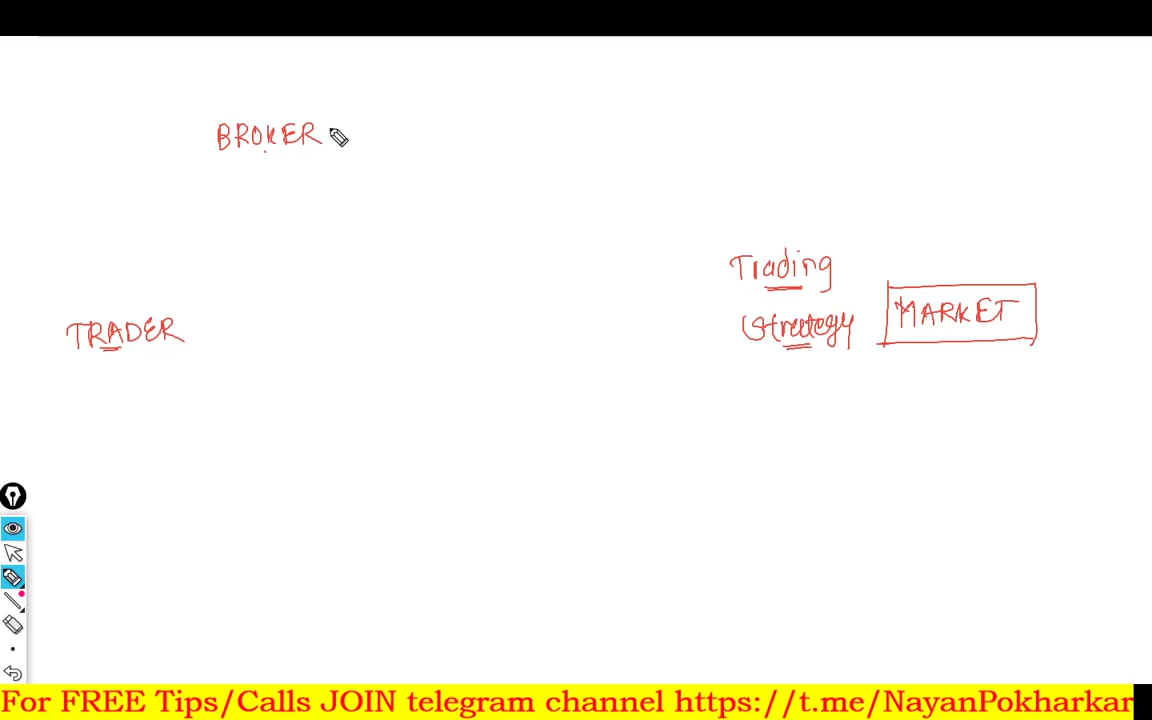 BROKER
Trading
Strategy
MARKET
TRADER
For FREE Tips/Calls JOIN telegram channel https://t.me/NayanPokharkar